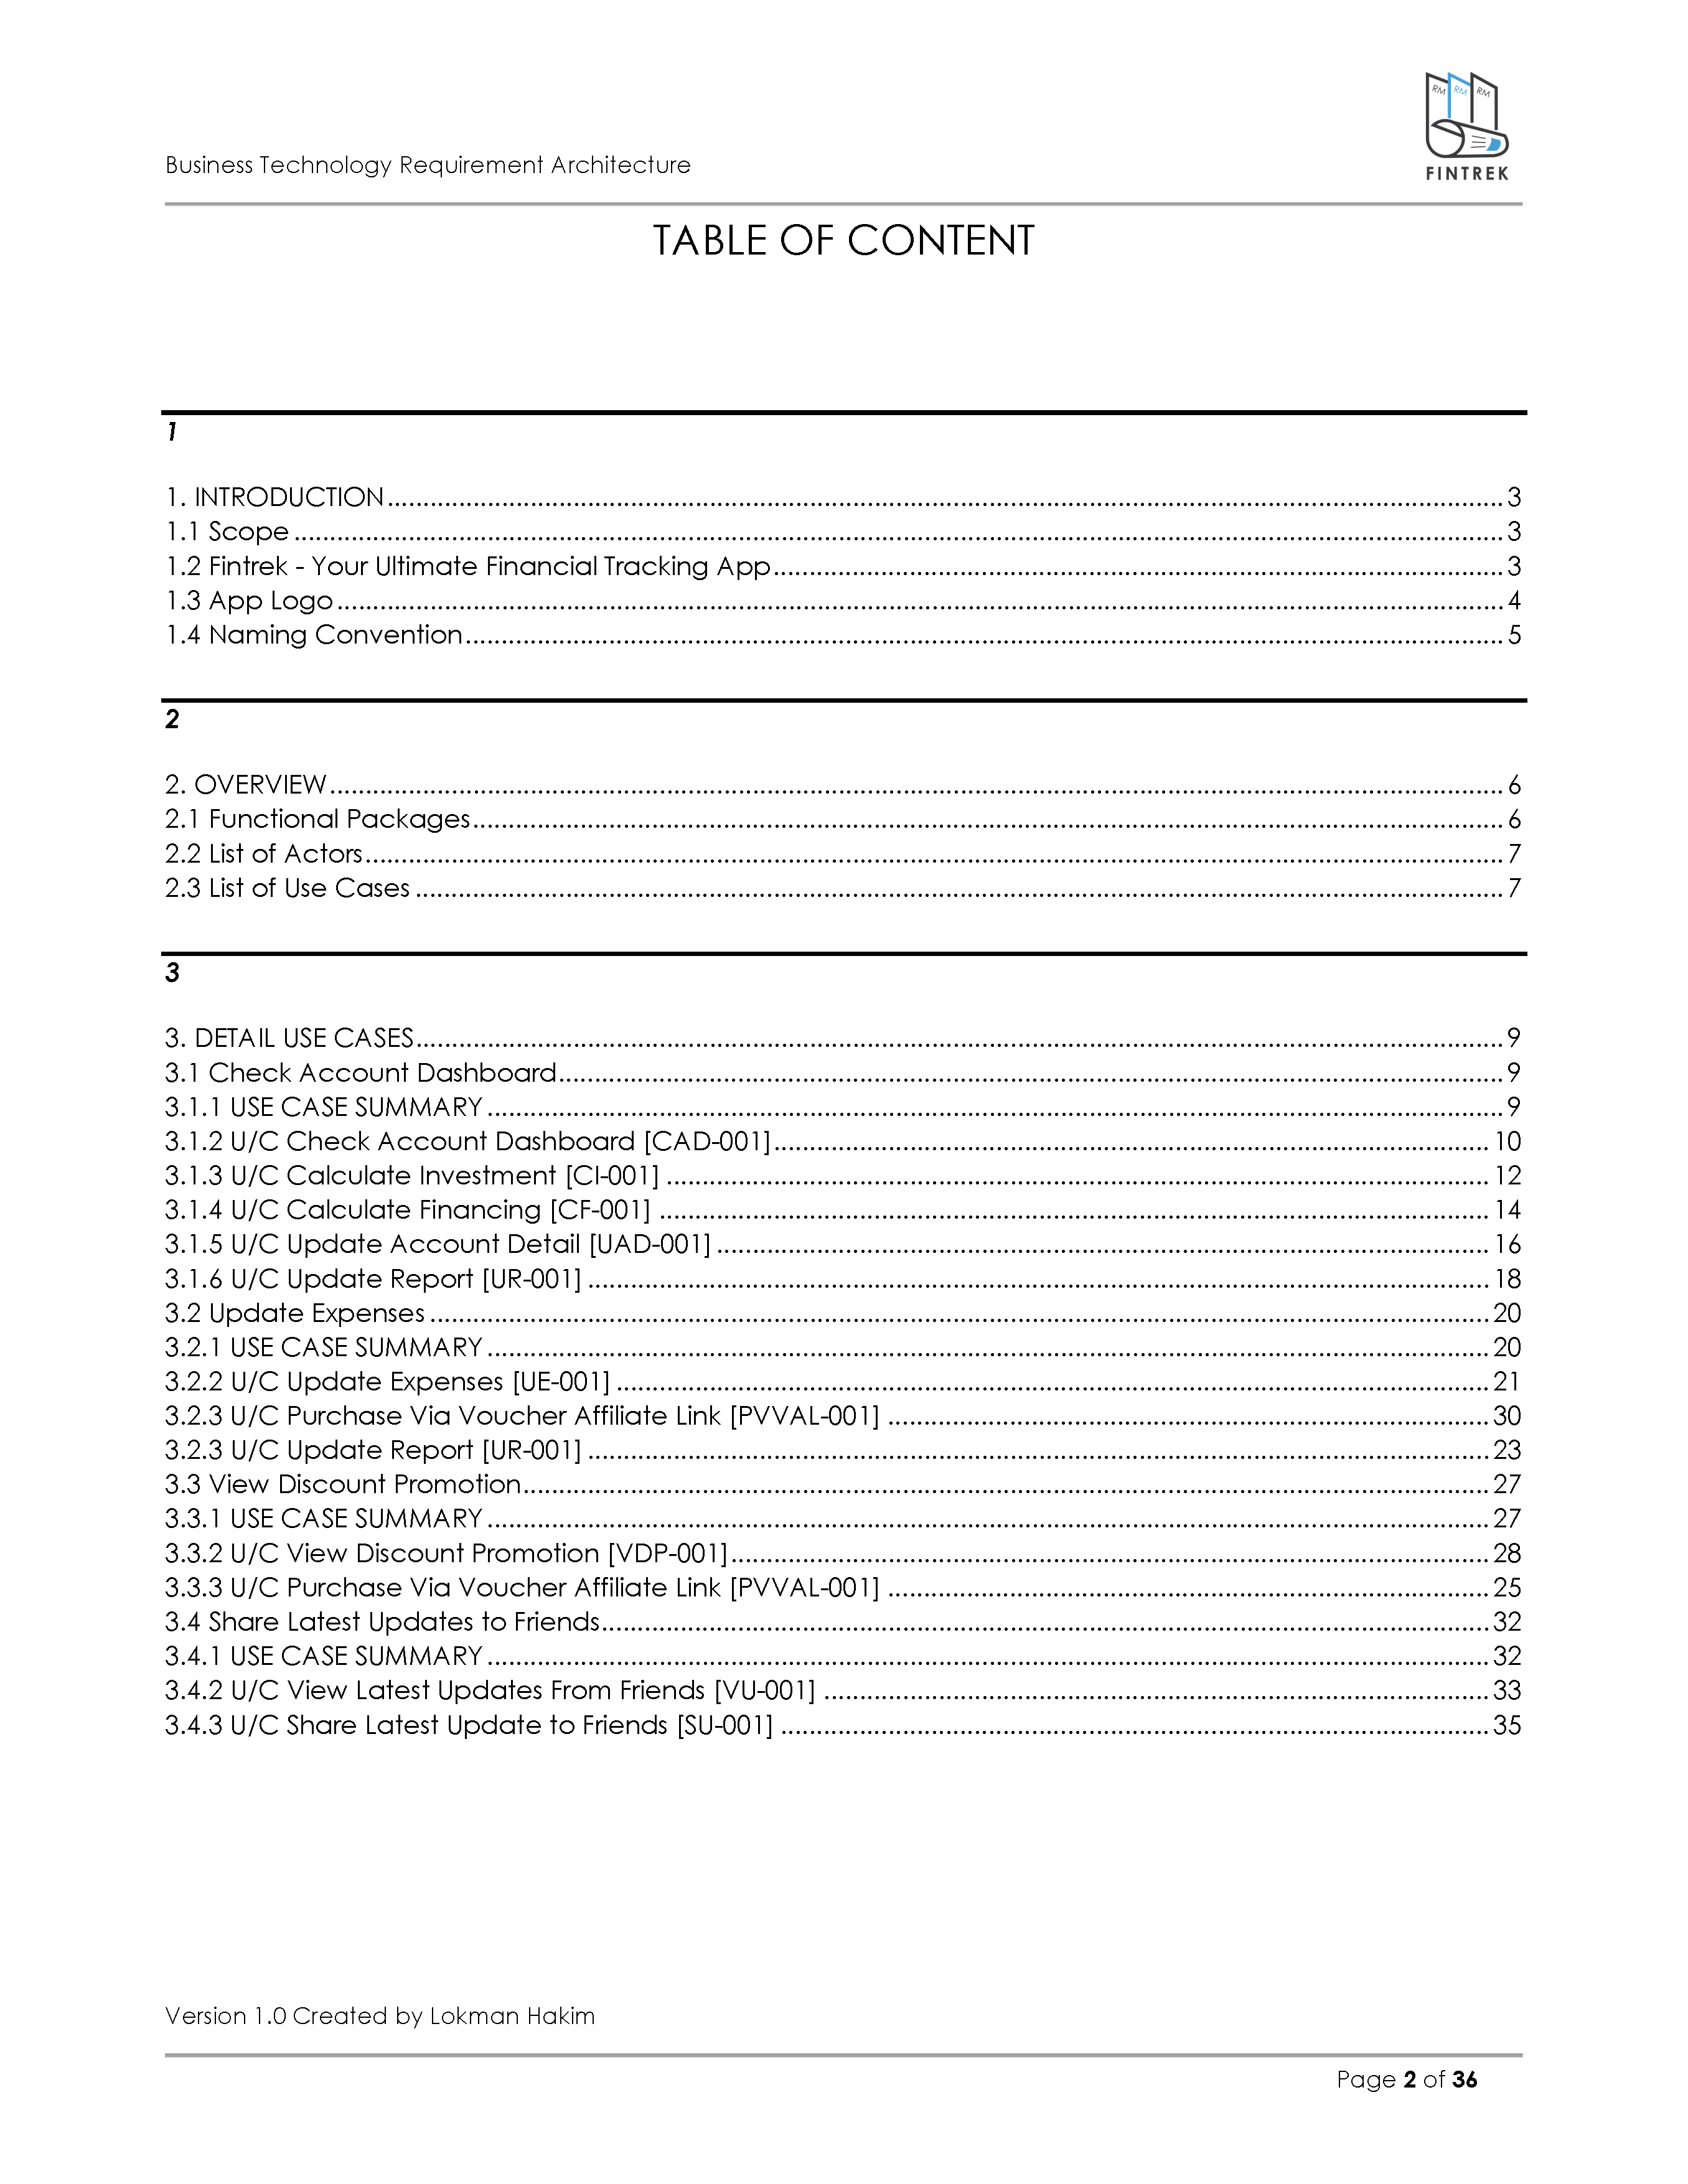 RM RM RM
FINTREK
Business Technology Requirement Architecture
TABLE OF CONTENT
1
1. INTRODUCTION 3
1.1 Scope 3
1.2 Fintrek - Your Ultimate Financial Tracking App 3
1.3 App Logo 4
1.4 Naming Convention 5
2
2. OVERVIEW 6
2.1 Functional Packages 6
2.2 List of Actors 7
2.3 List of Use Cases 7
3
3. DETAIL USE CASES 9
3.1 Check Account Dashboard 9
3.1.1 USE CASE SUMMARY 9
3.1.2 U/C Check Account Dashboard [CAD-001] 10
3.1.3 U/C Calculate Investment [CI-001] 12
3.1.4 U/C Calculate Financing [CF-001] 14
3.1.5 U/C Update Account Detail [UAD-001] 16
3.1.6 U/C Update Report [UR-001] 18
3.2 Update Expenses 20
3.2.1 USE CASE SUMMARY 20
3.2.2 U/C Update Expenses [UE-001] 21
3.2.3 U/C Purchase Via Voucher Affiliate Link [PVVAL-001] 30
3.2.3 U/C Update Report [UR-001] 23
3.3 View Discount Promotion 27
3.3.1 USE CASE SUMMARY 27
3.3.2 U/C View Discount Promotion [VDP-001] 28
3.3.3 U/C Purchase Via Voucher Affiliate Link [PVVAL-001] 25
3.4 Share Latest Updates to Friends 32
3.4.1 USE CASE SUMMARY 32
3.4.2 U/C View Latest Updates From Friends [VU-001] 33
3.4.3 U/C Share Latest Update to Friends [SU-001] 35
Version 1.0 Created by Lokman Hakim
Page 2 of 36